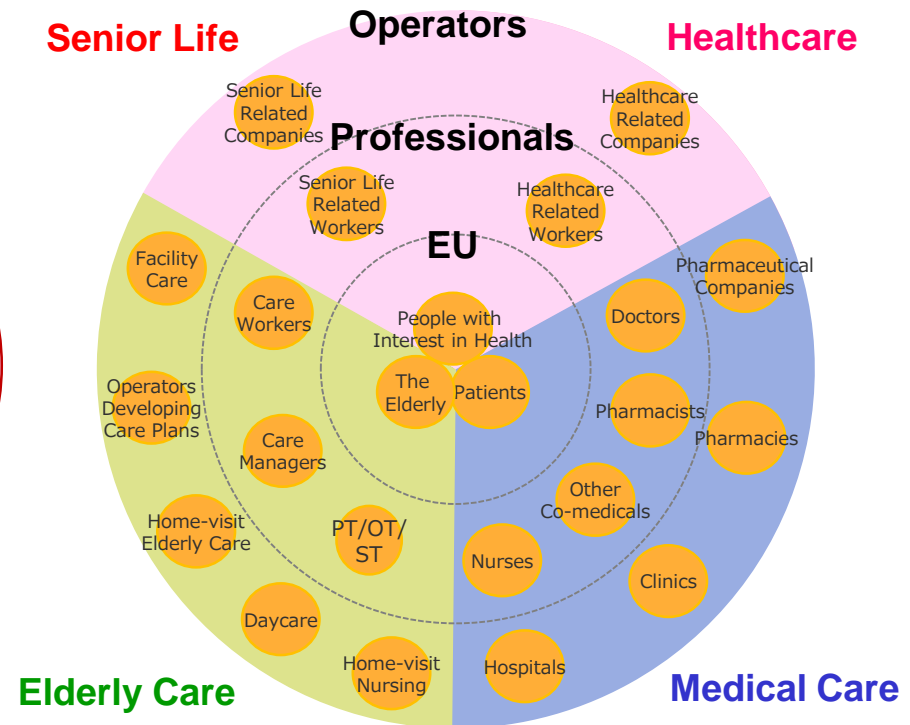 Operators
Senior Life
Healthcare
Senior Life
Related
Companies
Healthcare
Related
Companies
Professionals
Senior Life
Related
Workers
Healthcare
Related
Workers
EU
Facility
Care
Care
Workers
People with
Interest in Health
Doctors
Pharmaceutical
Companies
The
Elderly
Patients
Operators
Developing
Care Plans
Care
Managers
Pharmacists
Pharmacies
Home-visit
Elderly Care
PT/OT/
ST
Other
Co-medicals
Nurses
Clinics
Daycare
Home-visit
Nursing
Hospitals
Elderly Care
Medical Care